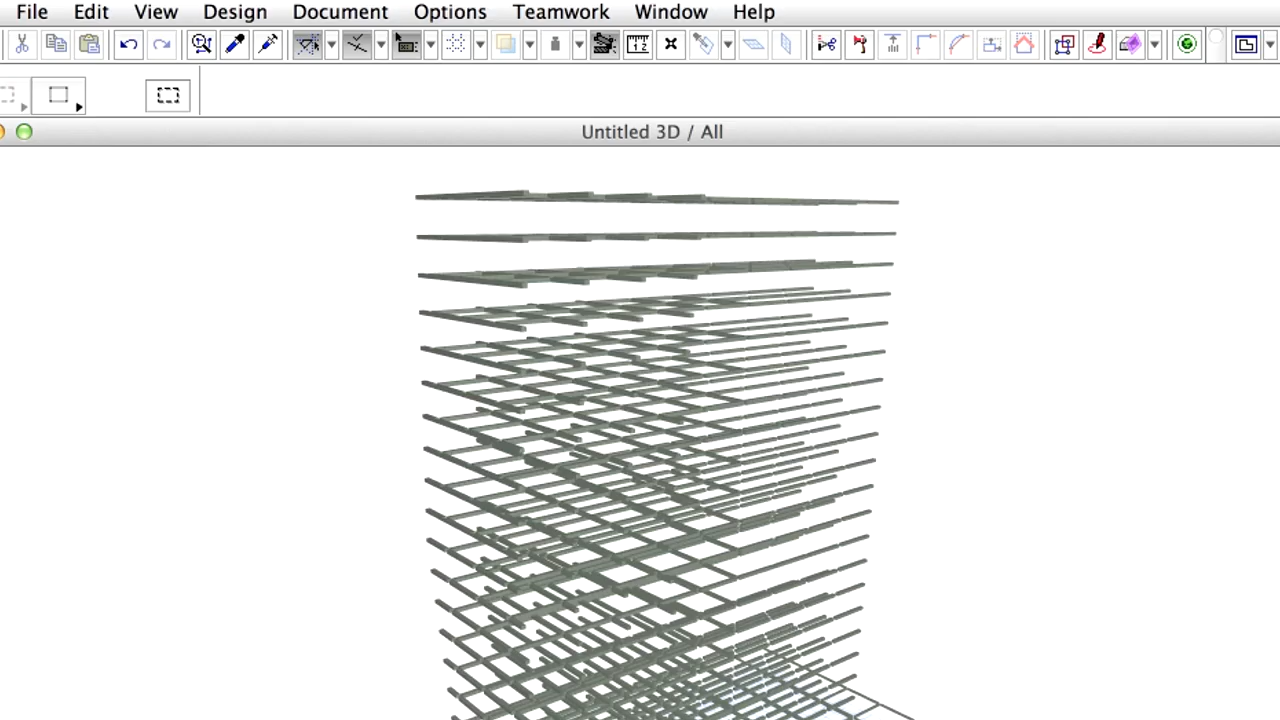 File Edit View Design Document Options Teamwork Window Help
Untitled 3D / All